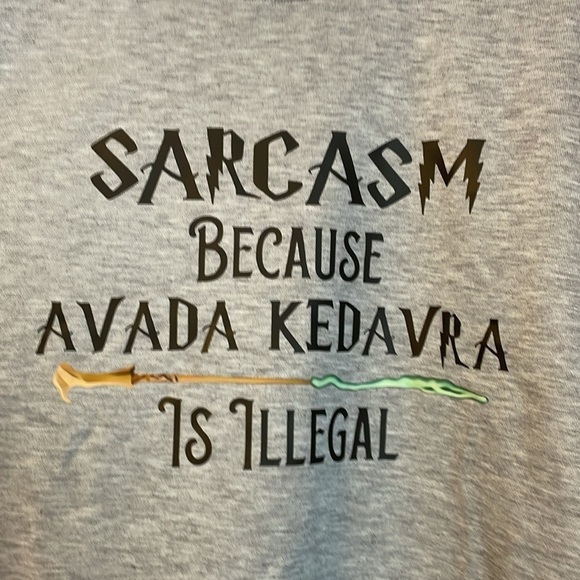 SARCASM
BECAUSE
AVADA KEDAVRA
IS ILLEGAL